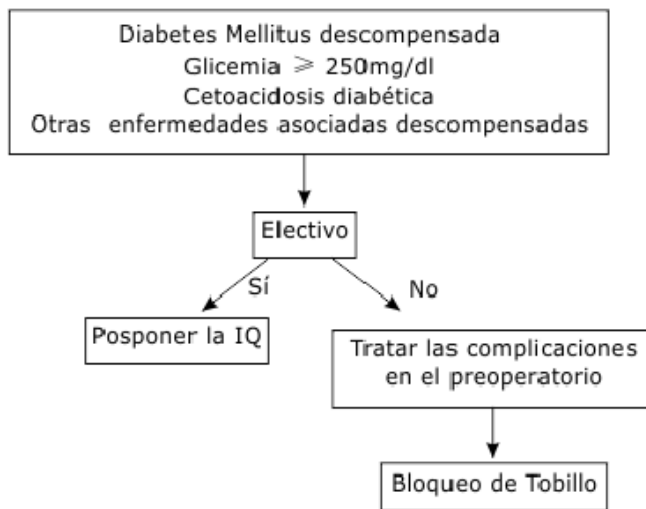 Diabetes Mellitus descompensada
Glicemia ⩾ 250mg/dl
Cetoacidosis diabética
Otras enfermedades asociadas descompensadas
Electivo
Sí
No
Posponer la IQ
Tratar las complicaciones
en el preoperatorio
Bloqueo de Tobillo